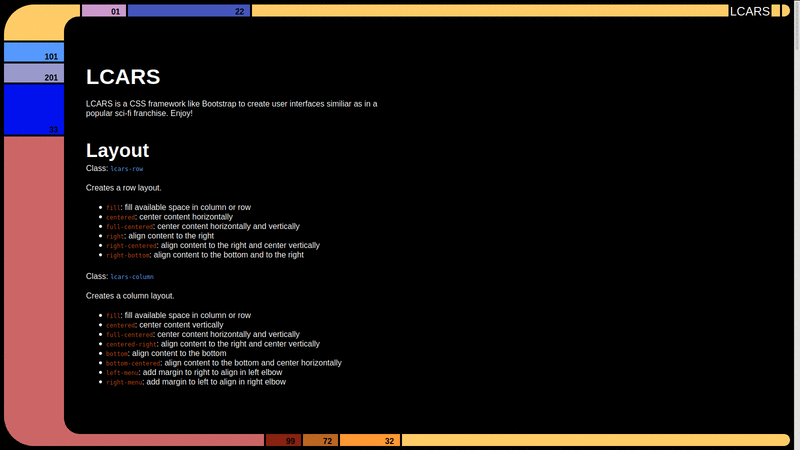 01
22
LCARS
101
201
33
LCARS
LCARS is a CSS framework like Bootstrap to create user interfaces similiar as in a
popular sci-fi franchise. Enjoy!
Layout
Class: lcars-row
Creates a row layout.
fill: fill available space in column or row
centered: center content horizontally
full-centered: center content horizontally and vertically
right: align content to the right
right-centered: align content to the right and center vertically
right-bottom: align content to the bottom and to the right
Class: lcars-column
Creates a column layout.
fill: fill available space in column or row
centered: center content vertically
full-centered: center content horizontally and vertically
centered-right: align content to the right and center vertically
bottom: align content to the bottom
bottom-centered: align content to the bottom and center horizontally
left-menu: add margin to right to align in left elbow
right-menu: add margin to left to align in right elbow
99
72
32